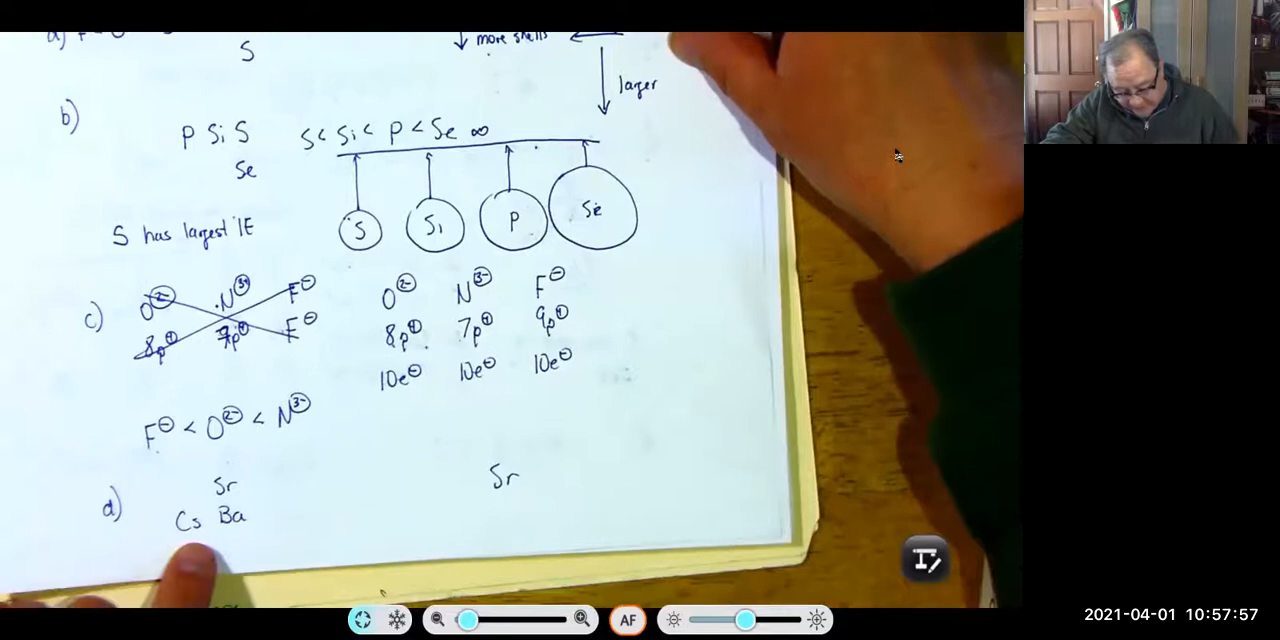 S
↓ more shells ←
↓ larger
b)
P Si S
Se
S < Si < P < Se ∞
S Si P Se
S has largest IE
c)
O²⁻ N³⁻ F⁻
8p⁺ 7p⁺ F⁻
O²⁻ N³⁻ F⁻
8p⁺ 7p⁺ 9p⁺
10e⁻ 10e⁻ 10e⁻
F⁻ < O²⁻ < N³⁻
d)
Sr
Cs Ba
Sr
AF
2021-04-01 10:57:57